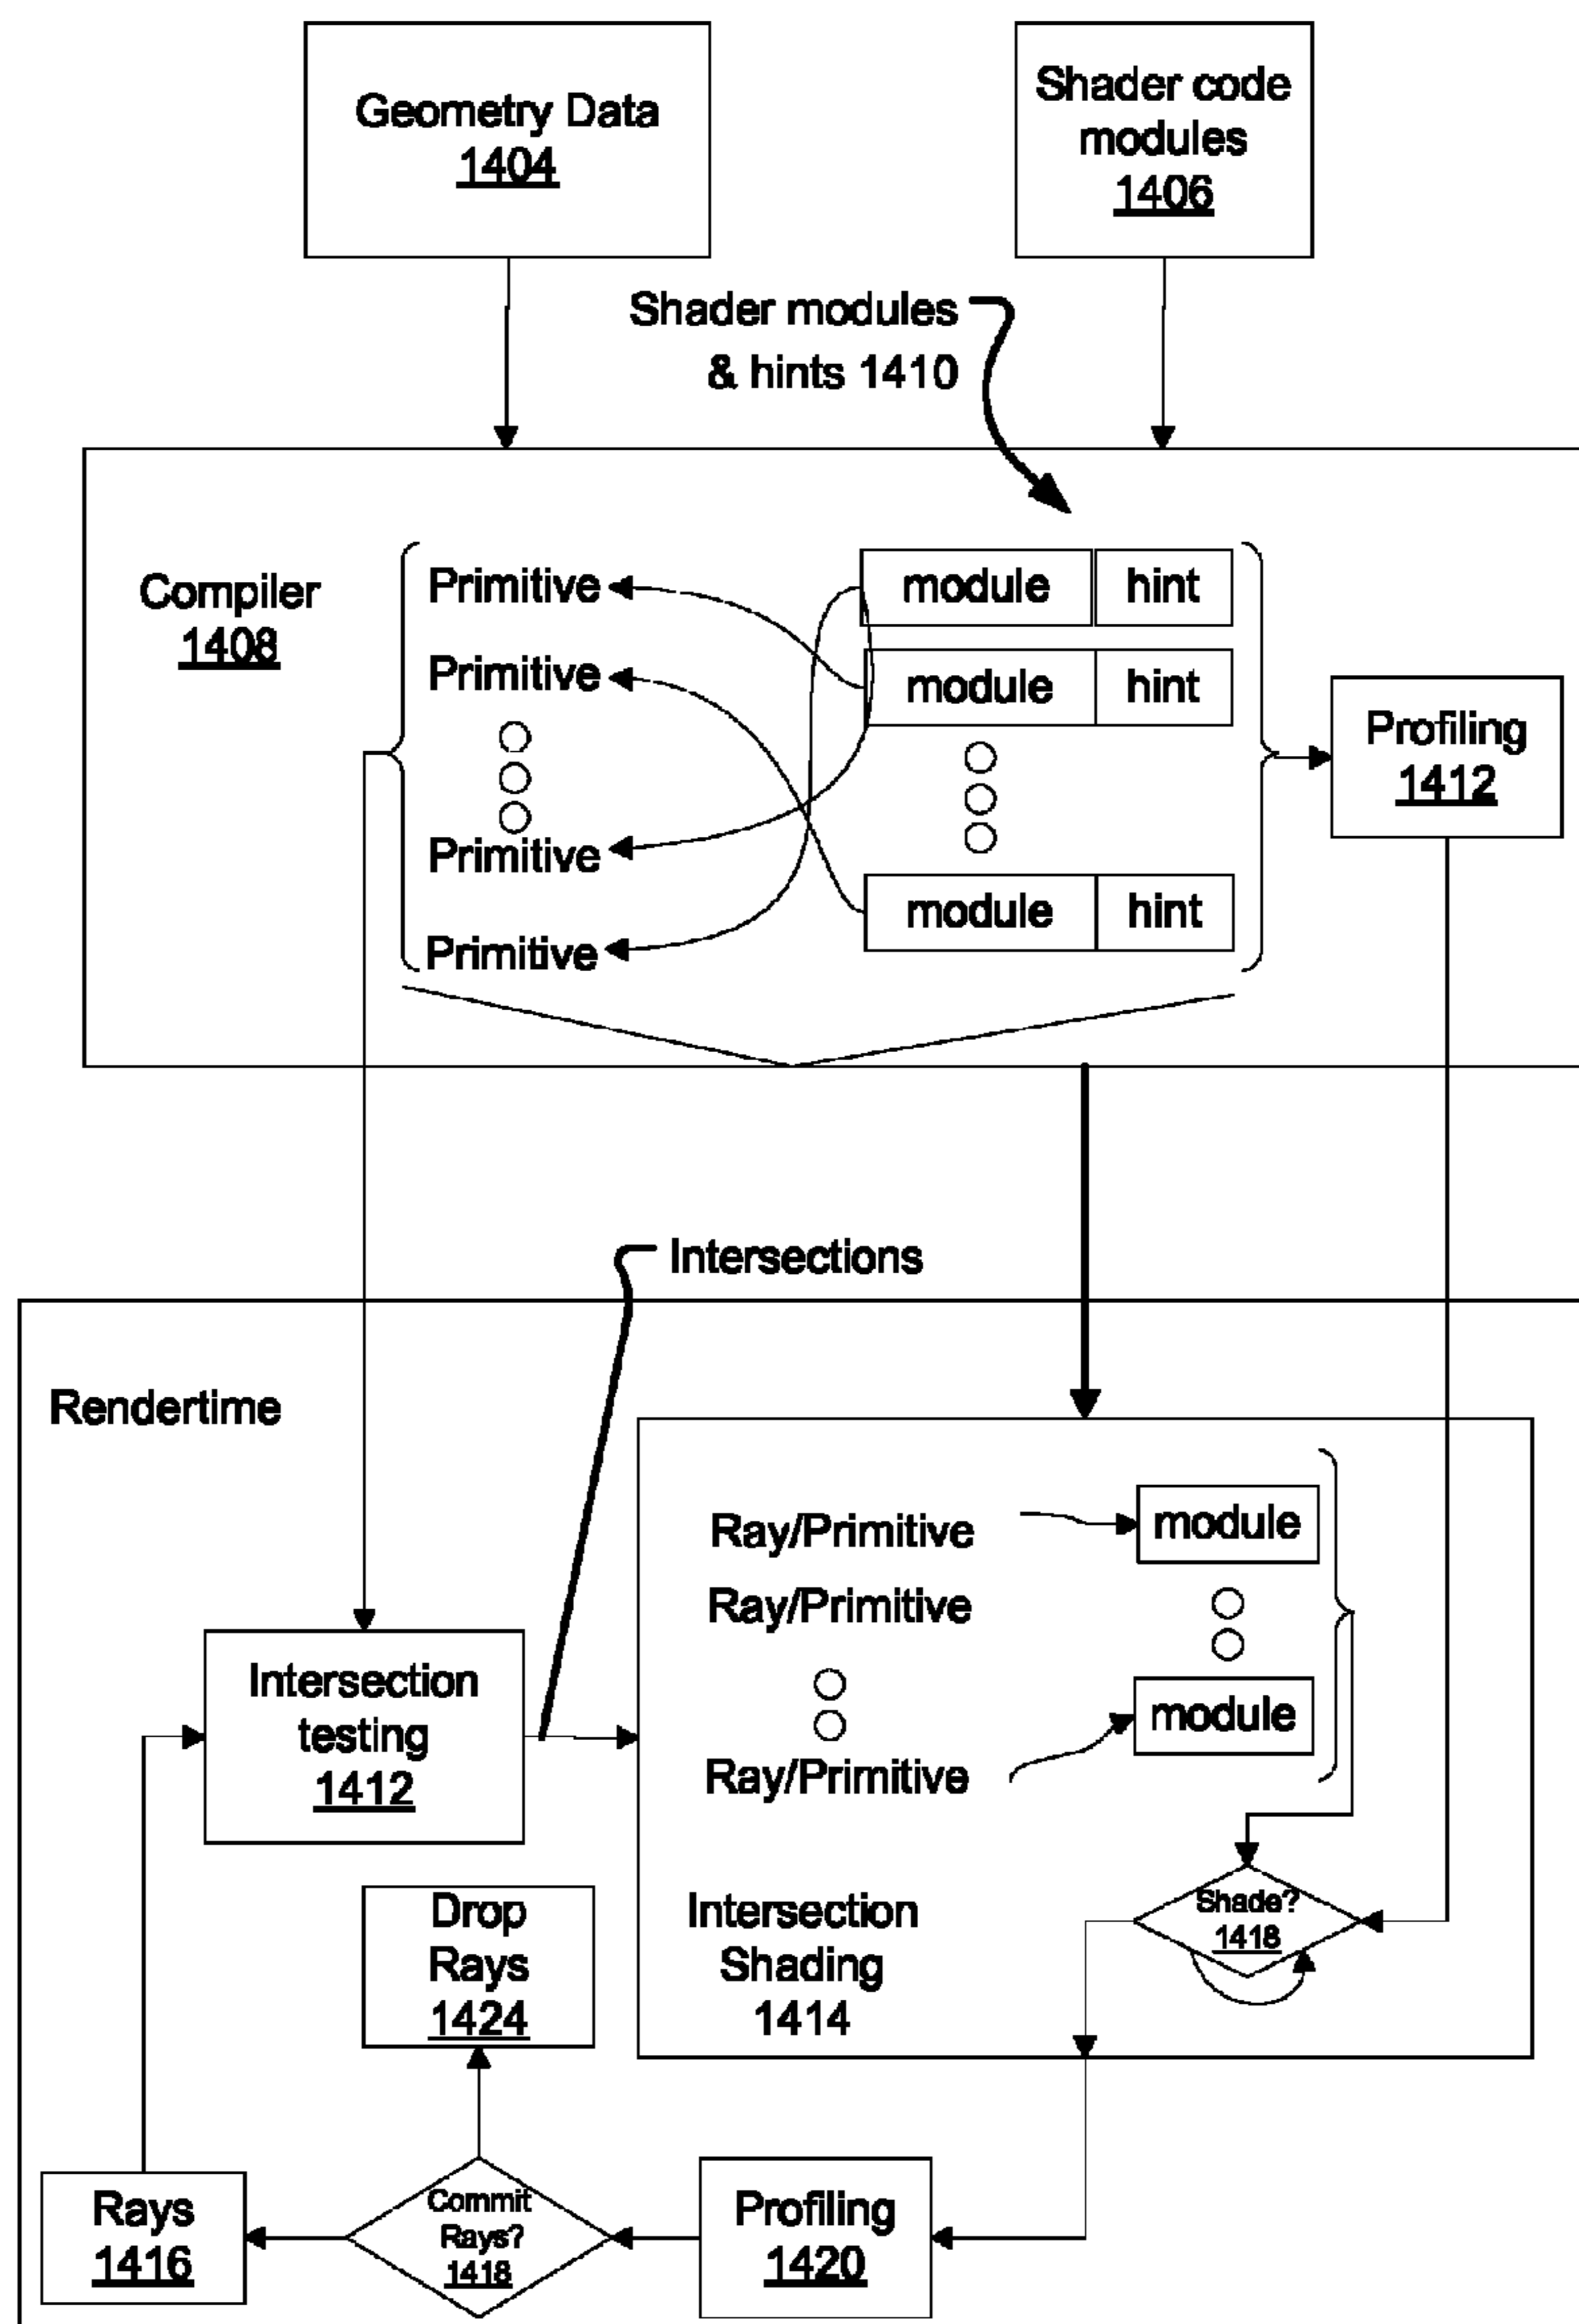 Geometry Data
1404
Shader code
modules
1406
Shader modules
& hints 1410
Compiler
1408
Primitive
Primitive
Primitive
Primitive
module hint
module hint
module hint
Profiling
1412
Intersections
Rendertime
Ray/Primitive
Ray/Primitive
Ray/Primitive
module
module
Intersection
testing
1412
Shade?
1418
Intersection
Shading
1414
Drop
Rays
1424
Rays
1416
Commit
Rays?
1418
Profiling
1420